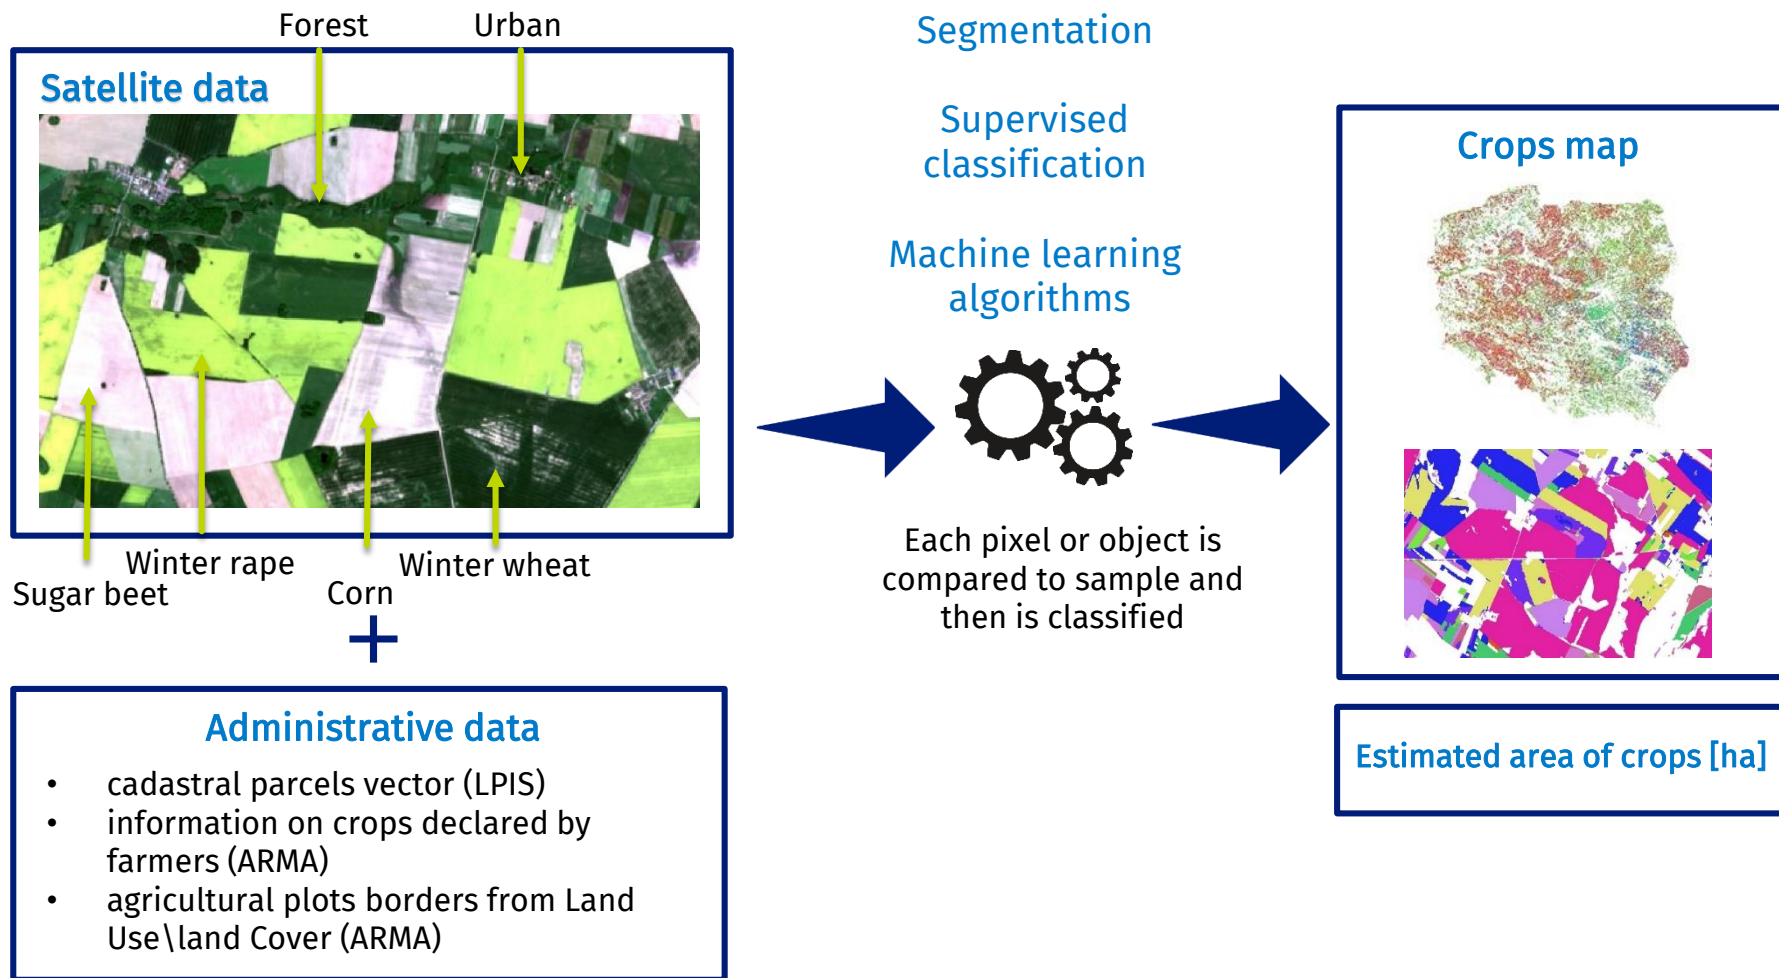 Forest
Urban
Satellite data
Sugar beet
Winter rape
Corn
Winter wheat
+
Administrative data
• cadastral parcels vector (LPIS)
• information on crops declared by
farmers (ARMA)
• agricultural plots borders from Land
Use\land Cover (ARMA)
Segmentation
Supervised
classification
Machine learning
algorithms
Each pixel or object is
compared to sample and
then is classified
Crops map
Estimated area of crops [ha]